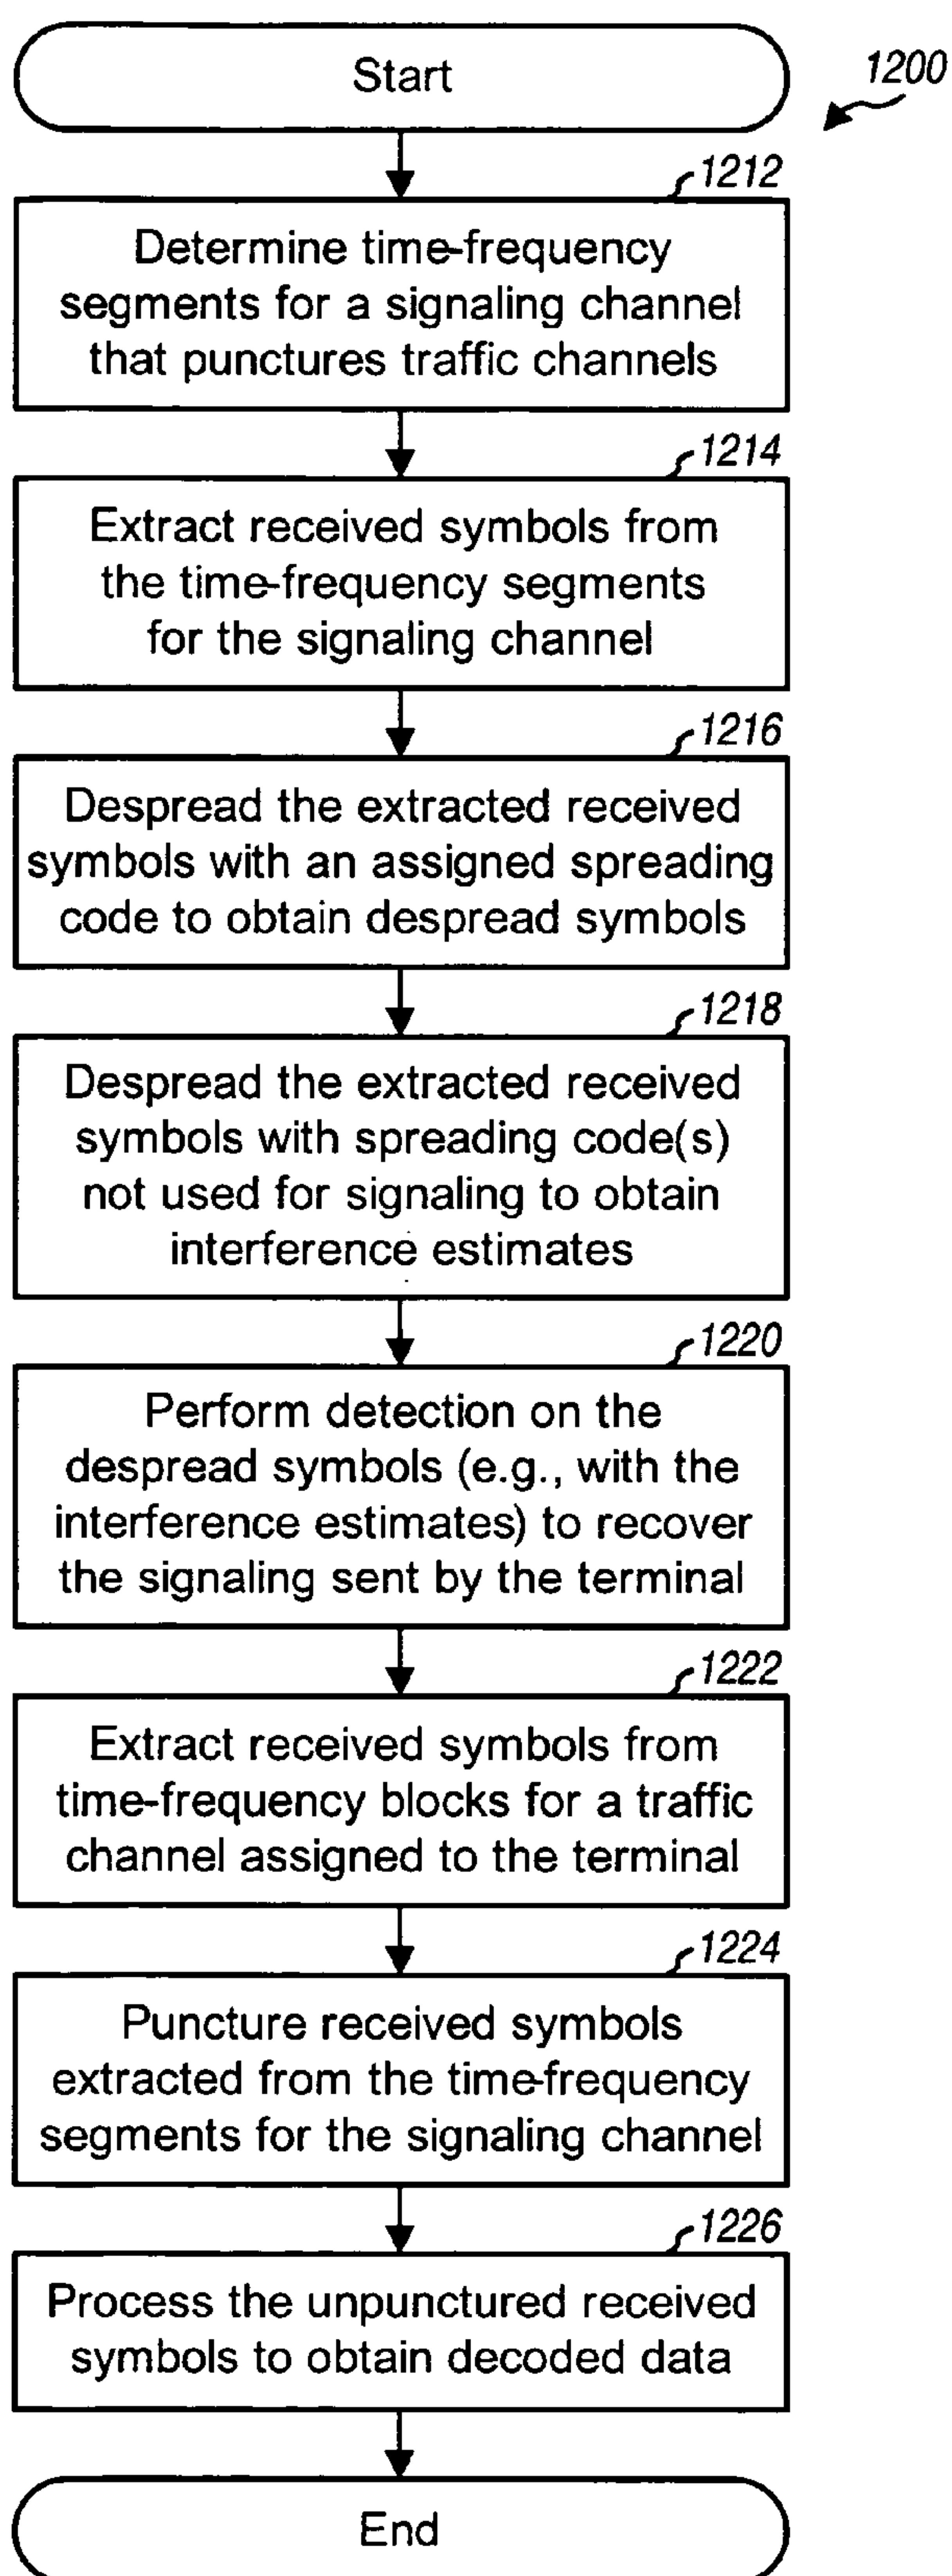 Start
1200
1212
Determine time-frequency
segments for a signaling channel
that punctures traffic channels
1214
Extract received symbols from
the time-frequency segments
for the signaling channel
1216
Despread the extracted received
symbols with an assigned spreading
code to obtain despread symbols
1218
Despread the extracted received
symbols with spreading code(s)
not used for signaling to obtain
interference estimates
1220
Perform detection on the
despread symbols (e.g., with the
interference estimates) to recover
the signaling sent by the terminal
1222
Extract received symbols from
time-frequency blocks for a traffic
channel assigned to the terminal
1224
Puncture received symbols
extracted from the time-frequency
segments for the signaling channel
1226
Process the unpunctured received
symbols to obtain decoded data
End